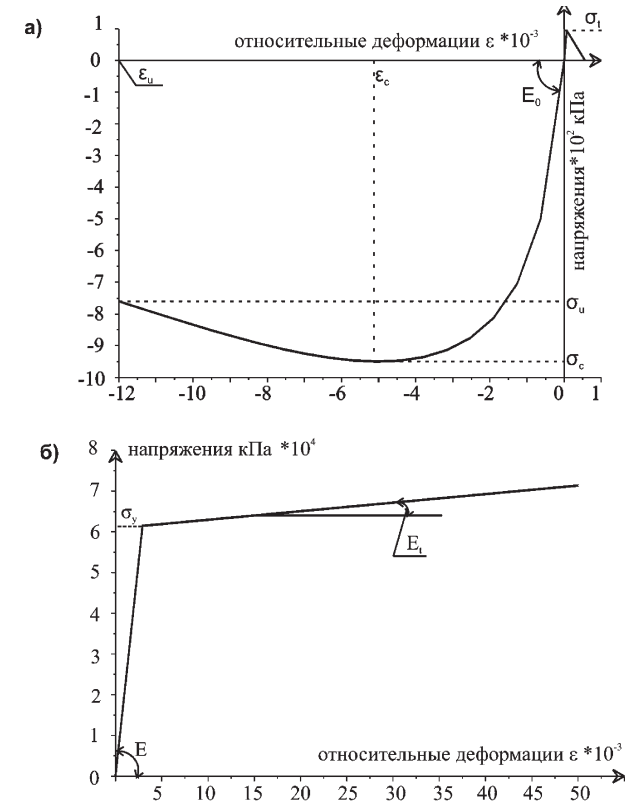 а)
относительные деформации ε *10⁻³
σt
1
0
-1
-2
-3
-4
-5
-6
-7
-8
-9
-10
εu
εc
E₀
напряжения*10² кПа
σu
σc
-12 -10 -8 -6 -4 -2 0 1
б)
напряжения кПа *10⁴
8
7
6
5
4
3
2
1
0
σy
Et
E
относительные деформации ε *10⁻³
5 10 15 20 25 30 35 40 45 50